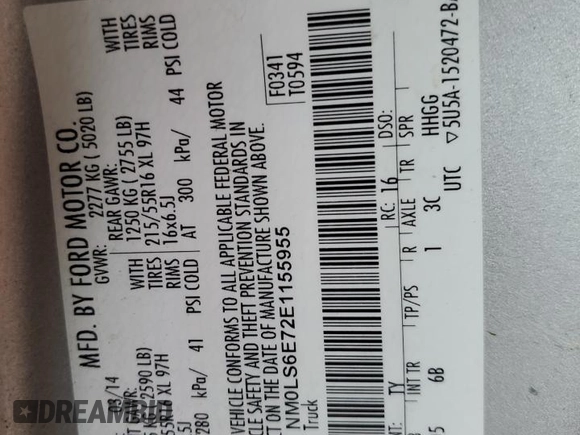 MFD. BY FORD MOTOR CO.
GVWR: 2277 KG ( 5020 LB)
REAR GAWR:
1250 KG ( 2755 LB)
WITH
TIRES
RIMS
215/55R16 XL 97H
WITH
TIRES
16x6.5J
RIMS
AT 300 kPa/ 44 PSI COLD
280 kPa/ 41 PSI COLD
VEHICLE CONFORMS TO ALL APPLICABLE FEDERAL MOTOR
SAFETY AND THEFT PREVENTION STANDARDS IN
ON THE DATE OF MANUFACTURE SHOWN ABOVE.
NM0LS6E72E1155955
Truck
F0341
T0594
TY
RC: 16
DSO:
INT TR
TP/PS
R
AXLE
TR
SPR
6B
1
3C
HHGG
UTC ▽5U5A-1520472-B
DREAMBID